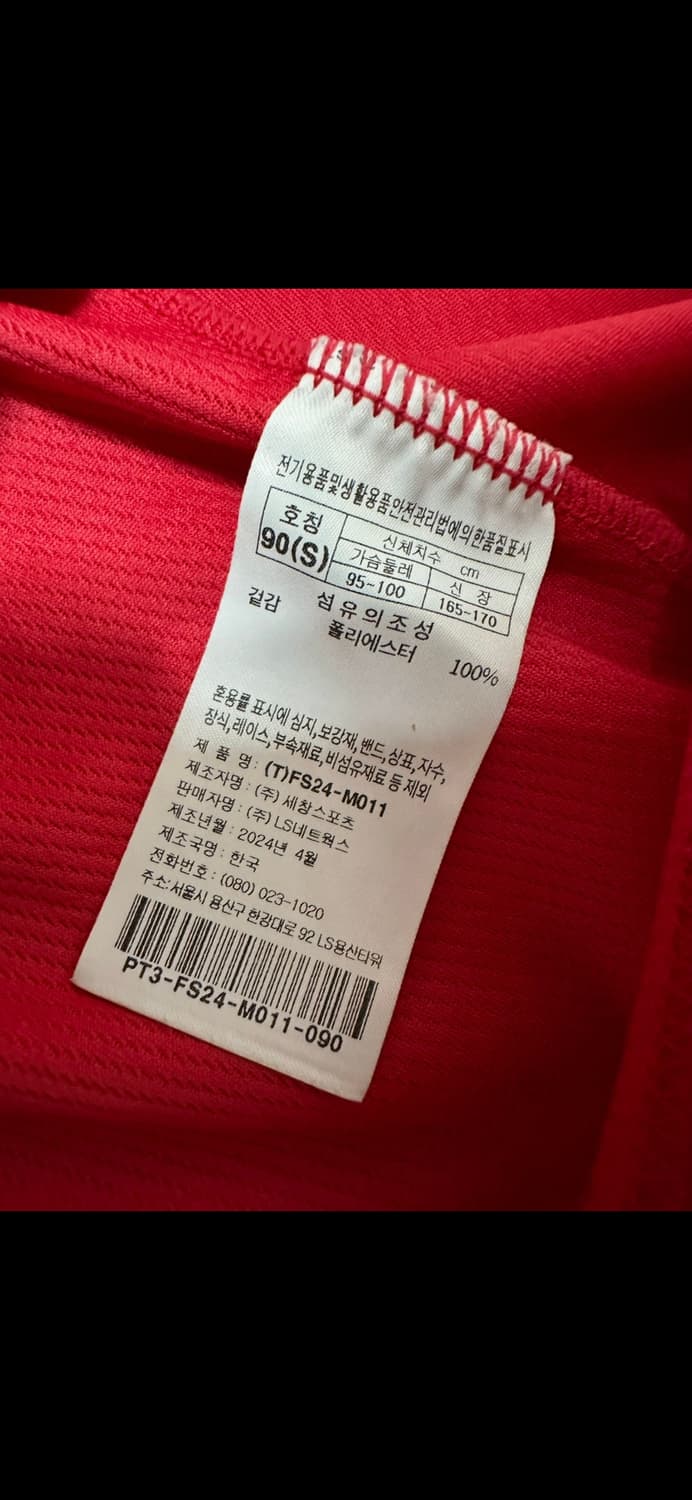 전기용품및생활용품안전관리법에의한품질표시
호칭 신체치수 cm
90(S) 가슴둘레 신 장
95~100 165-170
섬유의조성
겉감 폴리에스터 100%
혼용률 표시에 심지,보강재,밴드,상표,자수,
장식,레이스,부속재료,비섬유재료 등 제외
제 품 명 : (T)FS24-M011
제조자명 : (주) 세창스포츠
판매자명 : (주) LS네트웍스
제조년월 : 2024년 4월
제조국명 : 한국
전화번호 : (080) 023-1020
주소:서울시 용산구 한강대로 92 LS용산타워
PT3-FS24-M011-090